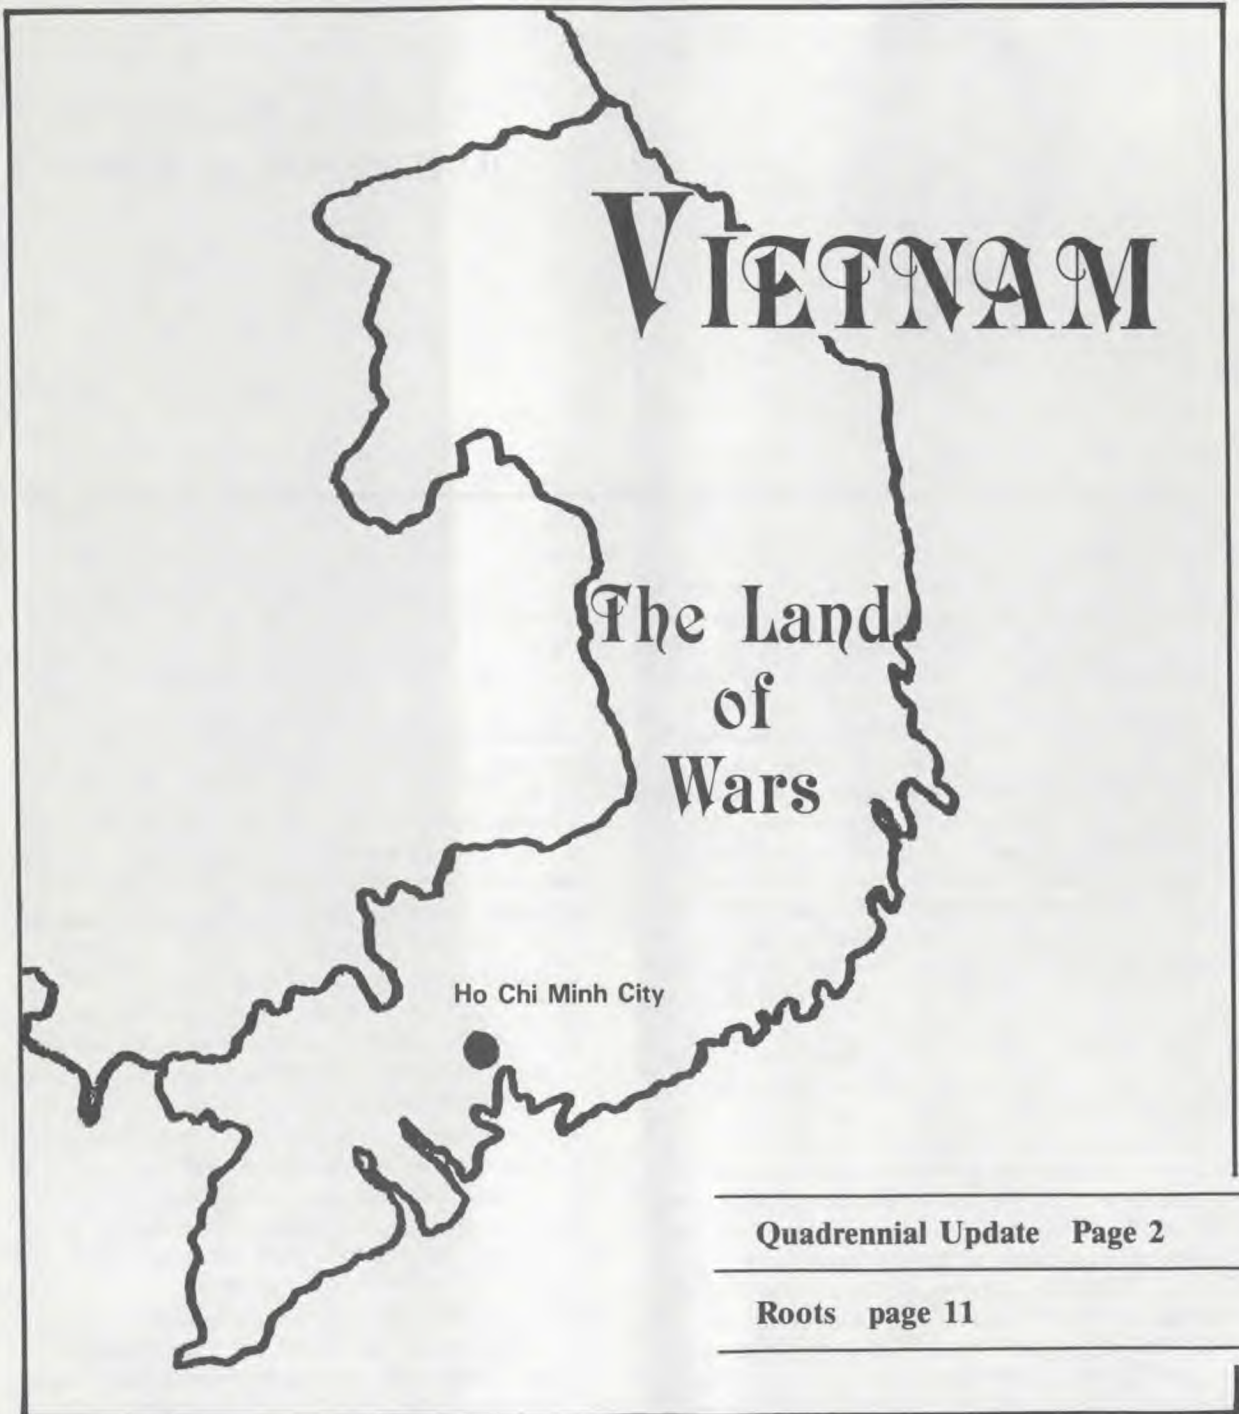 VIETNAM
The Land
of
Wars
Ho Chi Minh City
Quadrennial Update Page 2
Roots page 11